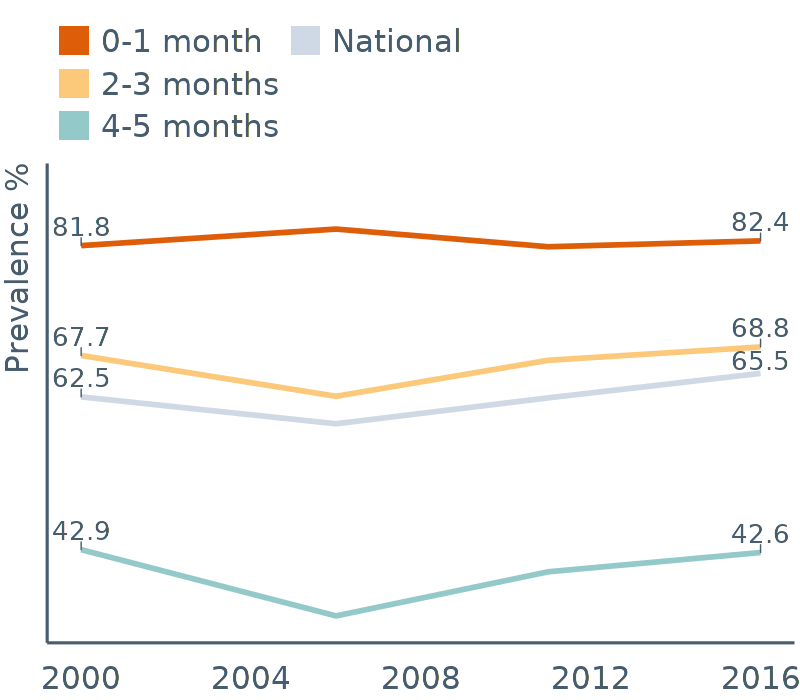 0-1 month
National
2-3 months
4-5 months
Prevalence %
81.8
82.4
67.7
68.8
65.5
62.5
42.9
42.6
2000 2004 2008 2012 2016